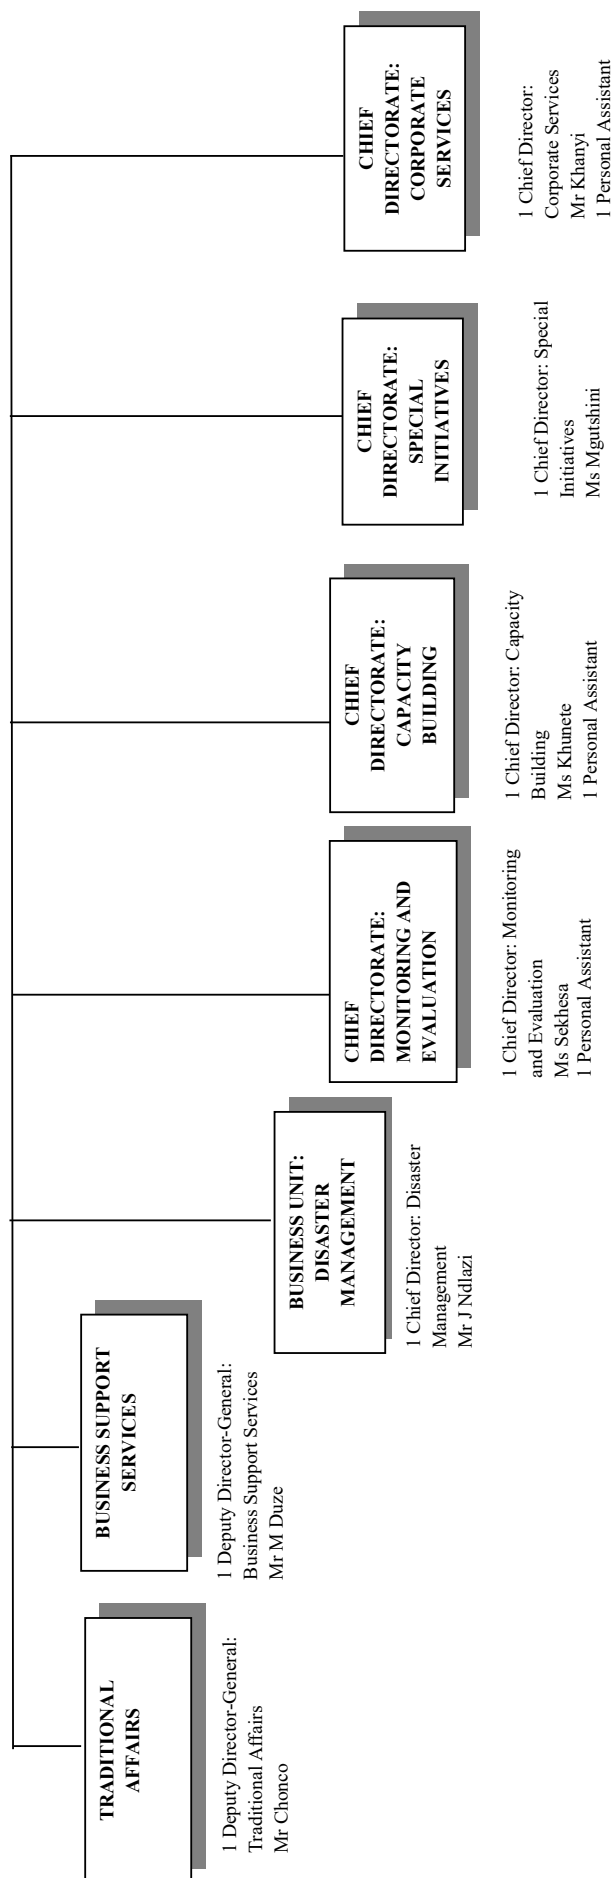 TRADITIONAL
AFFAIRS
1 Deputy Director-General:
Traditional Affairs
Mr Chonco
BUSINESS SUPPORT
SERVICES
1 Deputy Director-General:
Business Support Services
Mr M Duze
BUSINESS UNIT:
DISASTER
MANAGEMENT
1 Chief Director: Disaster
Management
Mr J Ndlazi
CHIEF
DIRECTORATE:
MONITORING AND
EVALUATION
1 Chief Director: Monitoring
and Evaluation
Ms Sekhesa
1 Personal Assistant
CHIEF
DIRECTORATE:
CAPACITY
BUILDING
1 Chief Director: Capacity
Building
Ms Khunete
1 Personal Assistant
CHIEF
DIRECTORATE:
SPECIAL
INITIATIVES
1 Chief Director: Special
Initiatives
Ms Mgutshini
CHIEF
DIRECTORATE:
CORPORATE
SERVICES
1 Chief Director:
Corporate Services
Mr Khanyi
1 Personal Assistant